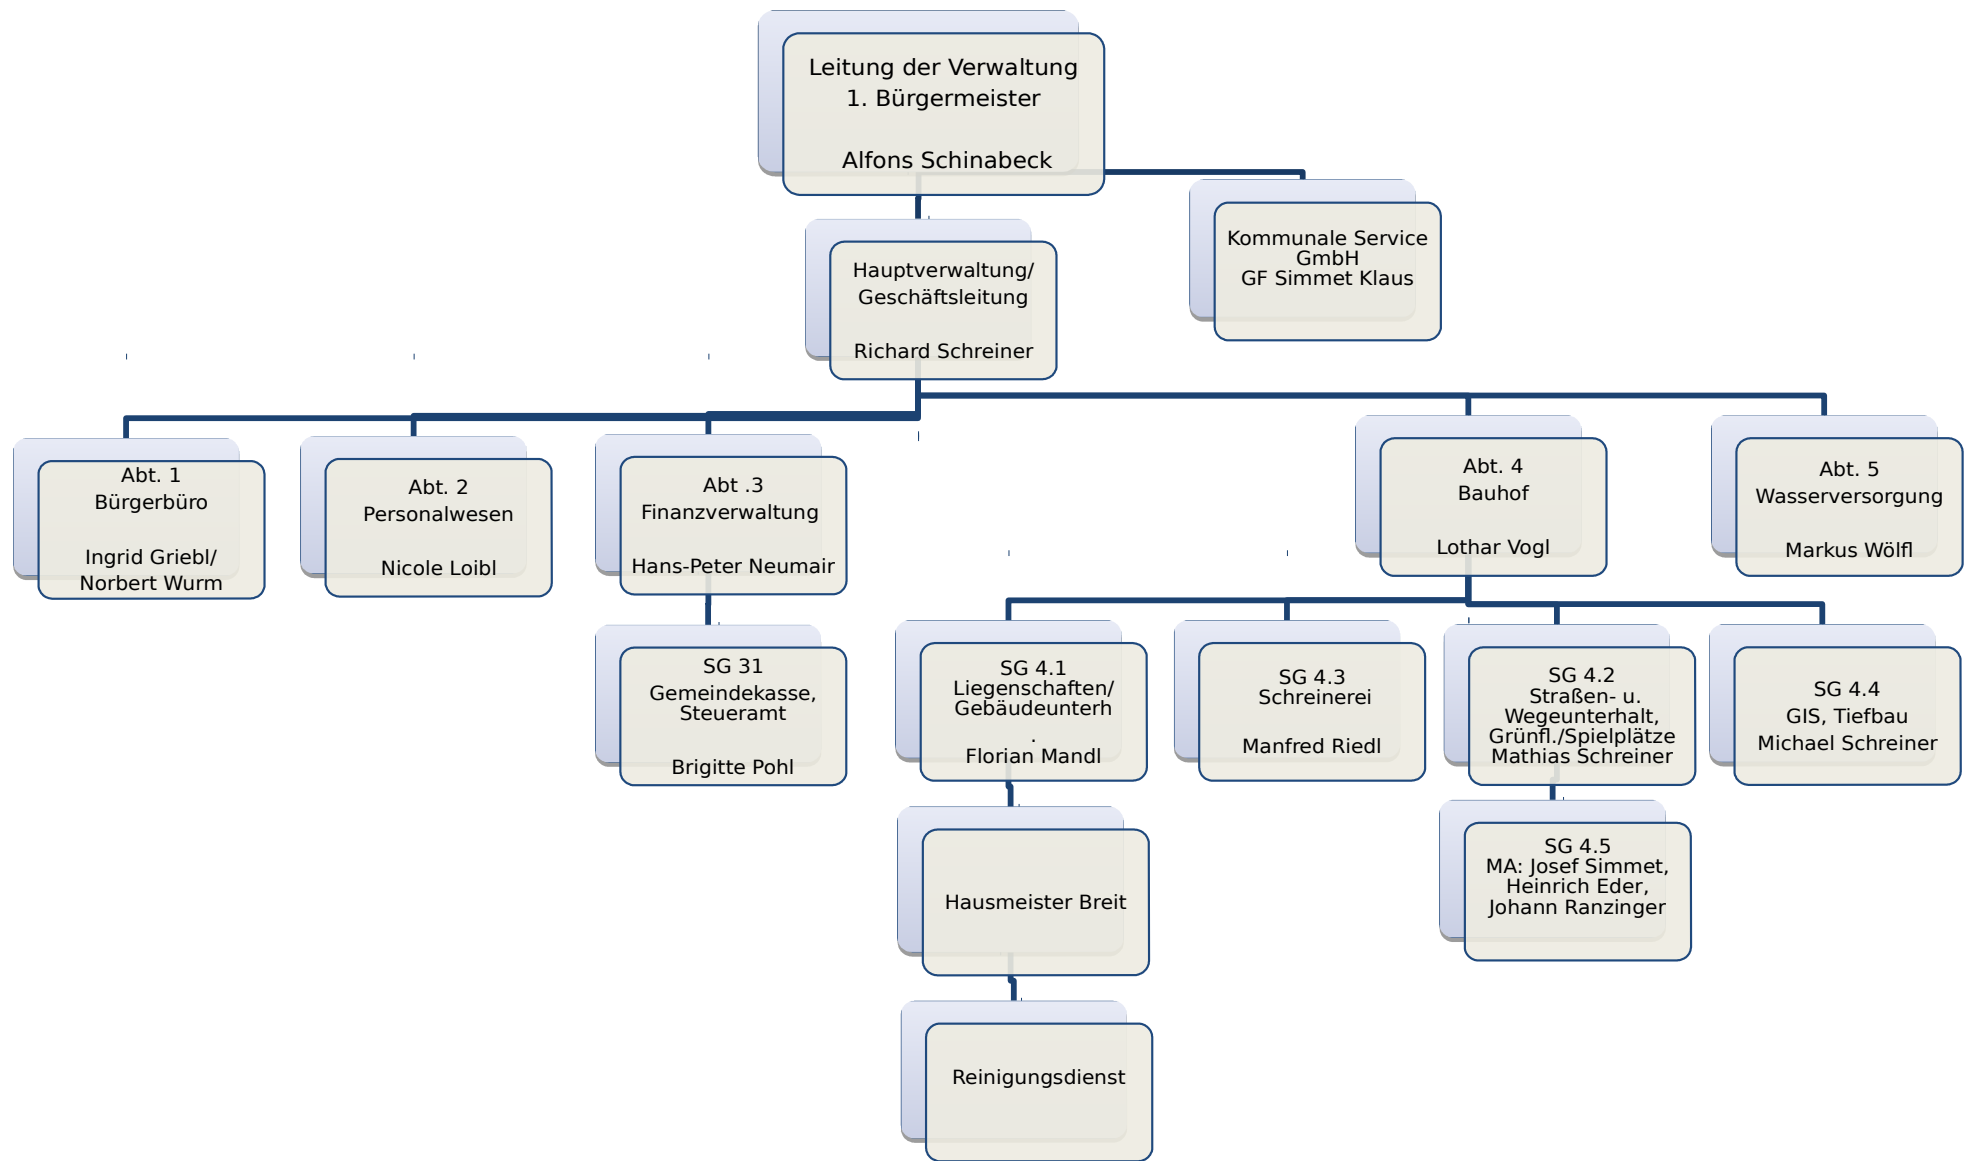 Leitung der Verwaltung
1. Bürgermeister
Alfons Schinabeck
Kommunale Service
GmbH
GF Simmet Klaus
Hauptverwaltung/
Geschäftsleitung
Richard Schreiner
Abt. 1
Bürgerbüro
Ingrid Griebl/
Norbert Wurm
Abt. 2
Personalwesen
Nicole Loibl
Abt .3
Finanzverwaltung
Hans-Peter Neumair
Abt. 4
Bauhof
Lothar Vogl
Abt. 5
Wasserversorgung
Markus Wölfl
SG 31
Gemeindekasse,
Steueramt
Brigitte Pohl
SG 4.1
Liegenschaften/
Gebäudeunterh
.
Florian Mandl
SG 4.3
Schreinerei
Manfred Riedl
SG 4.2
Straßen- u.
Wegeunterhalt,
Grünfl./Spielplätze
Mathias Schreiner
SG 4.4
GIS, Tiefbau
Michael Schreiner
Hausmeister Breit
SG 4.5
MA: Josef Simmet,
Heinrich Eder,
Johann Ranzinger
Reinigungsdienst